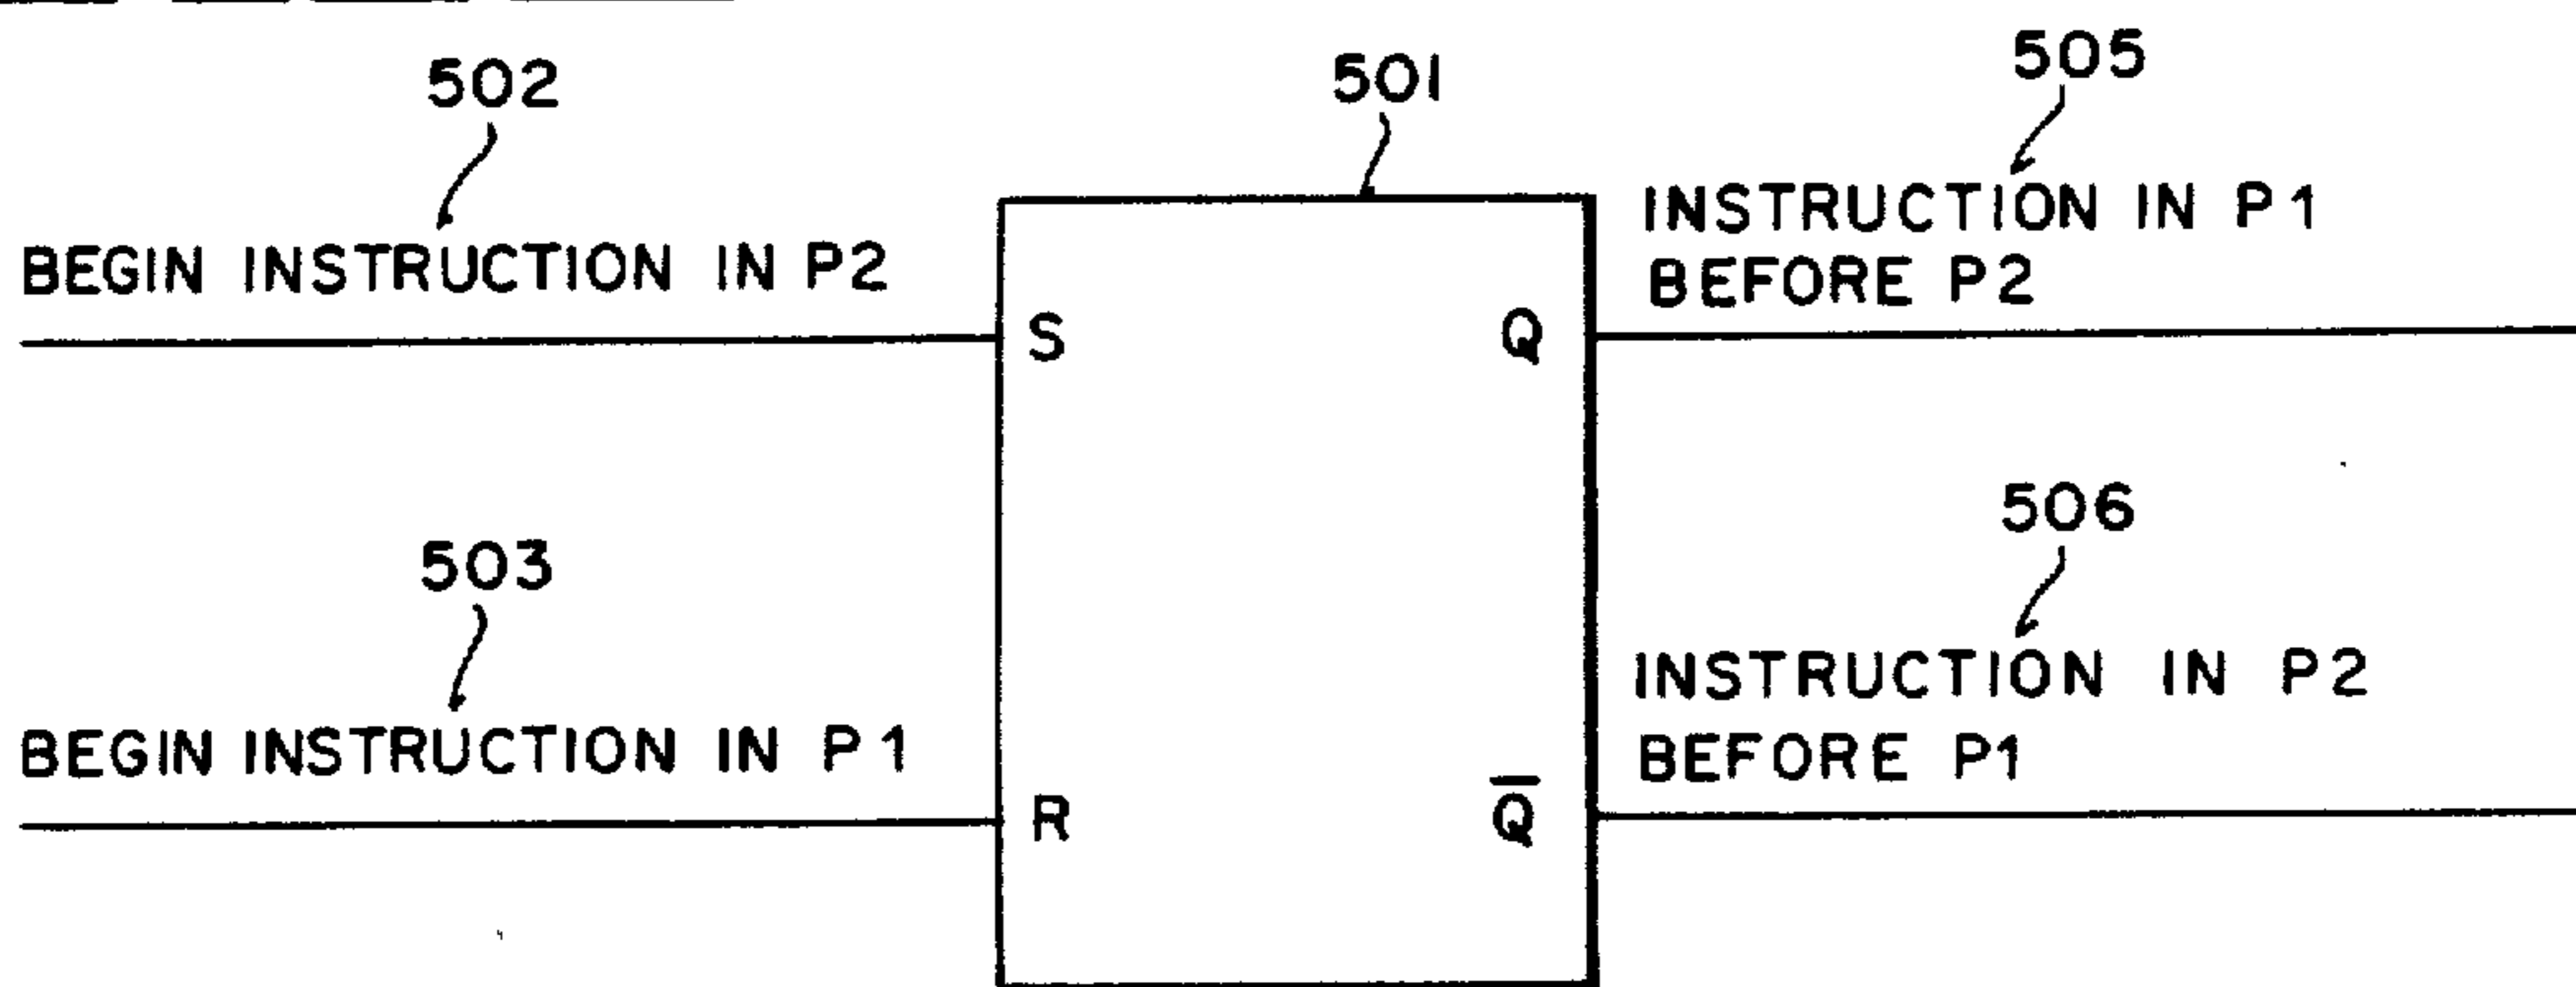 502
501
505
BEGIN INSTRUCTION IN P2
INSTRUCTION IN P1
BEFORE P2
S
Q
503
506
BEGIN INSTRUCTION IN P1
INSTRUCTION IN P2
BEFORE P1
R
Q̅